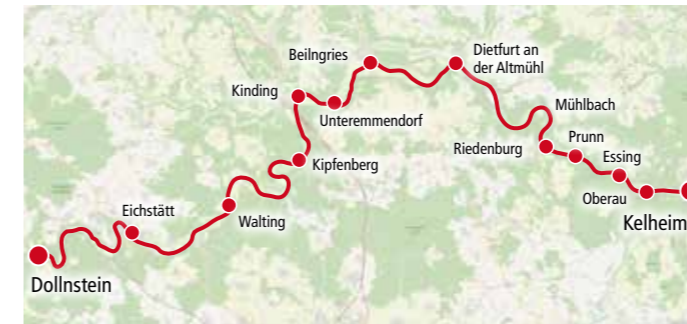 Beilngries
Dietfurt an
der Altmühl
Kinding
Unteremmendorf
Mühlbach
Riedenburg
Prunn
Essing
Kipfenberg
Oberau
Kelheim
Eichstätt
Walting
Dollnstein